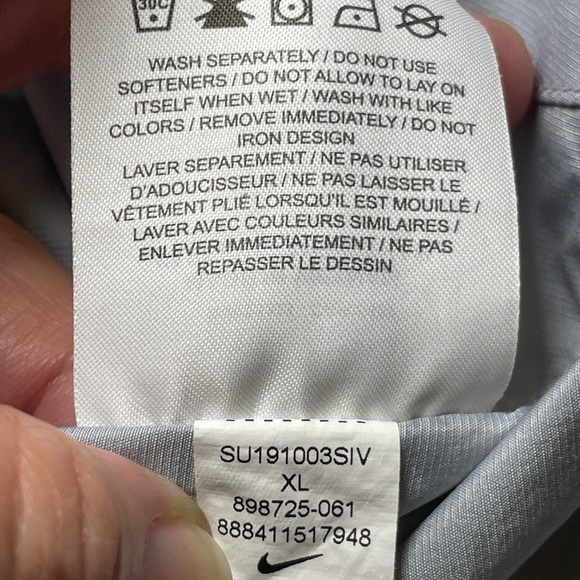 30C
WASH SEPARATELY / DO NOT USE
SOFTENERS / DO NOT ALLOW TO LAY ON
ITSELF WHEN WET / WASH WITH LIKE
COLORS / REMOVE IMMEDIATELY / DO NOT
IRON DESIGN
LAVER SEPAREMENT / NE PAS UTILISER
D'ADOUCISSEUR / NE PAS LAISSER LE
VÊTEMENT PLIÉ LORSQU'IL EST MOUILLÉ /
LAVER AVEC COULEURS SIMILAIRES /
ENLEVER IMMEDIATEMENT / NE PAS
REPASSER LE DESSIN
SU191003SIV
XL
898725-061
888411517948